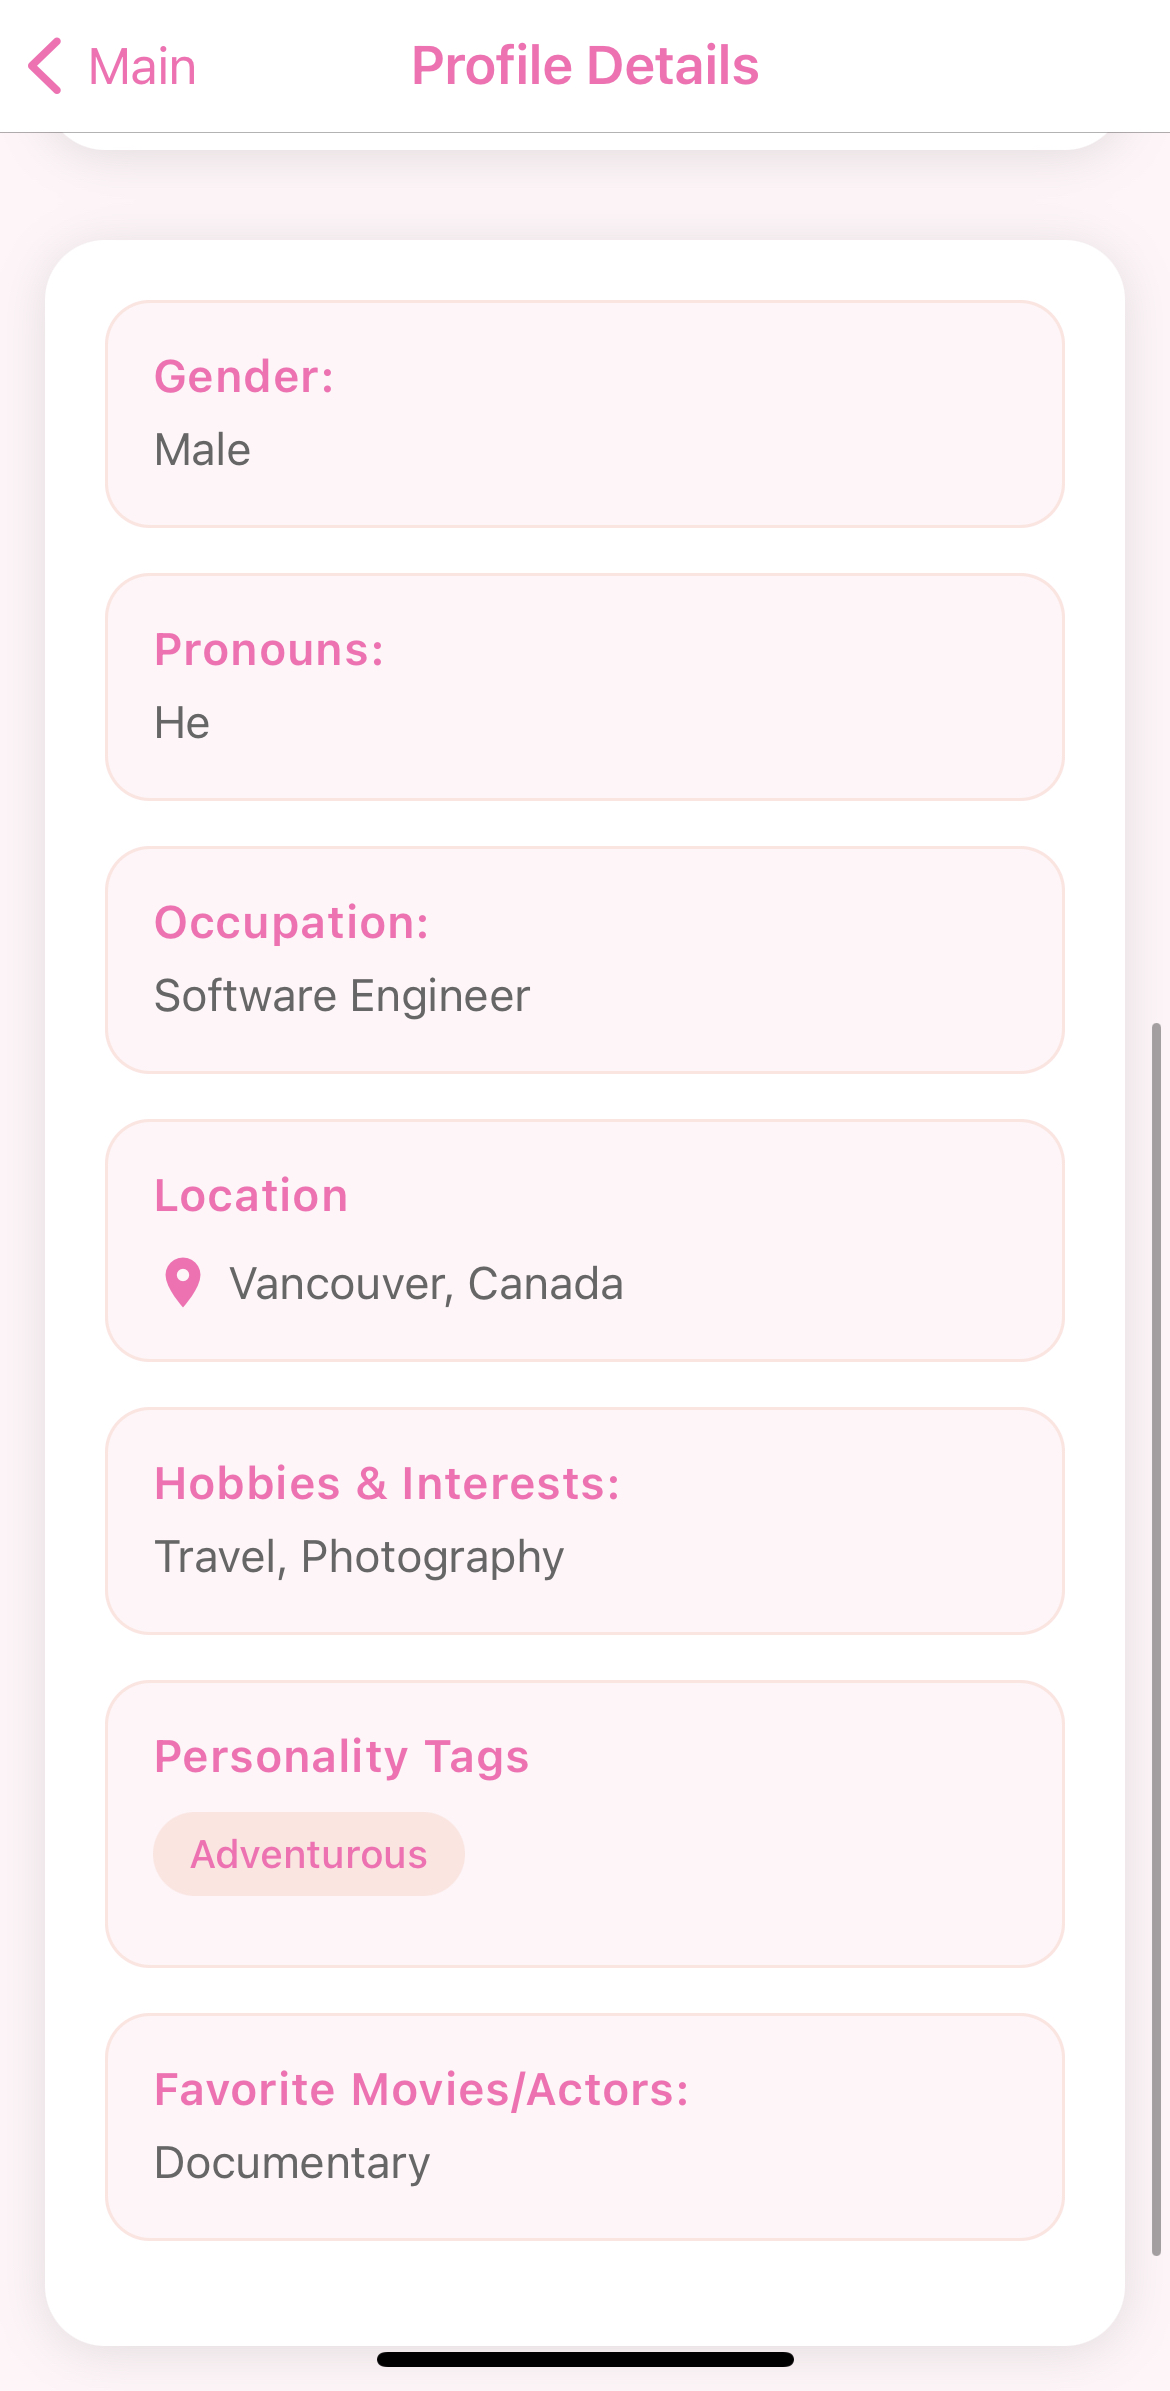 Main
Profile Details
Gender:
Male
Pronouns:
He
Occupation:
Software Engineer
Location
Vancouver, Canada
Hobbies & Interests:
Travel, Photography
Personality Tags
Adventurous
Favorite Movies/Actors:
Documentary